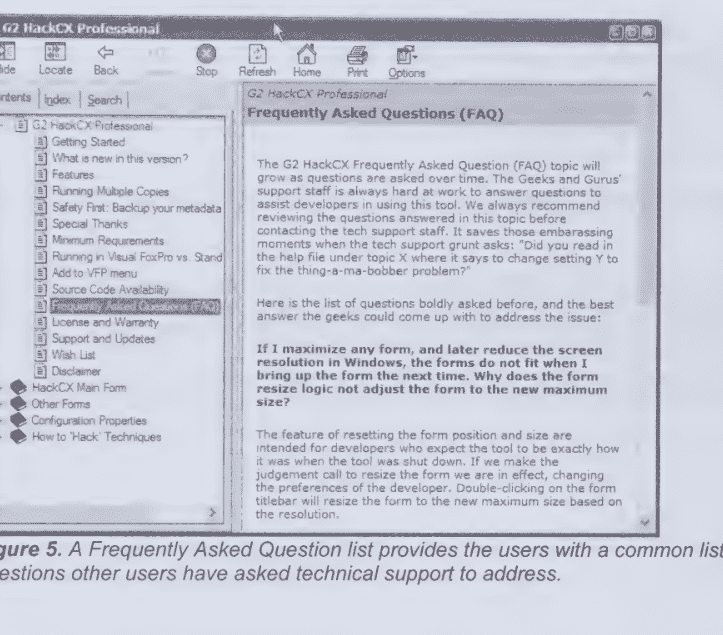 G2 HackCX Professional
ide Locate Back Stop Refresh Home Print Options
ntents Index Search
G2 HackCX Professional
Getting Started
What is new in this version?
Features
Running Multiple Copies
Safety First: Backup your metadata
Special Thanks
Minimum Requirements
Running in Visual FoxPro vs. Stand
Add to VFP menu
Source Code Availability
Frequently Asked Questions (FAQ)
License and Warranty
Support and Updates
Wish List
Disclaimer
HackCX Main Form
Other Forms
Configuration Properties
How to 'Hack' Techniques
G2 HackCX Professional
Frequently Asked Questions (FAQ)
The G2 HackCX Frequently Asked Question (FAQ) topic will
grow as questions are asked over time. The Geeks and Gurus'
support staff is always hard at work to answer questions to
assist developers in using this tool. We always recommend
reviewing the questions answered in this topic before
contacting the tech support staff. It saves those embarassing
moments when the tech support grunt asks: "Did you read in
the help file under topic X where it says to change setting Y to
fix the thing-a-ma-bobber problem?"
Here is the list of questions boldly asked before, and the best
answer the geeks could come up with to address the issue:
If I maximize any form, and later reduce the screen
resolution in Windows, the forms do not fit when I
bring up the form the next time. Why does the form
resize logic not adjust the form to the new maximum
size?
The feature of resetting the form position and size are
intended for developers who expect the tool to be exactly how
it was when the tool was shut down. If we make the
judgement call to resize the form we are in effect, changing
the preferences of the developer. Double-clicking on the form
titlebar will resize the form to the new maximum size based on
the resolution.
gure 5. A Frequently Asked Question list provides the users with a common list
estions other users have asked technical support to address.